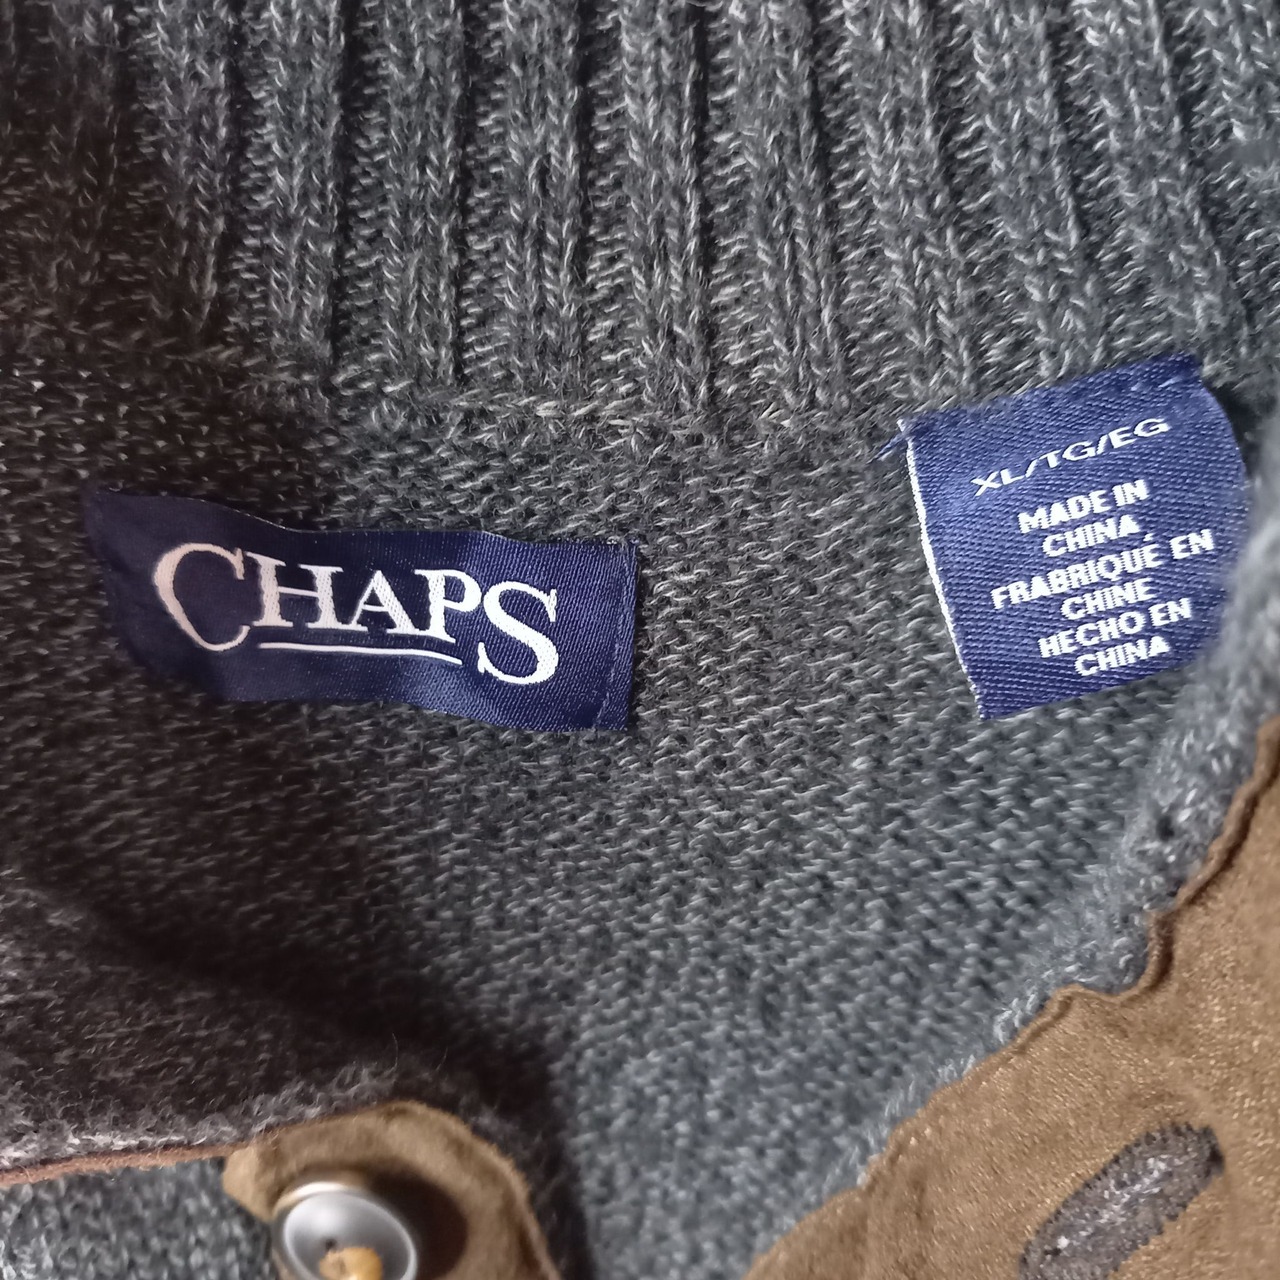 CHAPS
XL/TG/EG
MADE IN
CHINA
FRABRIQUÉ EN
CHINE
HECHO EN
CHINA